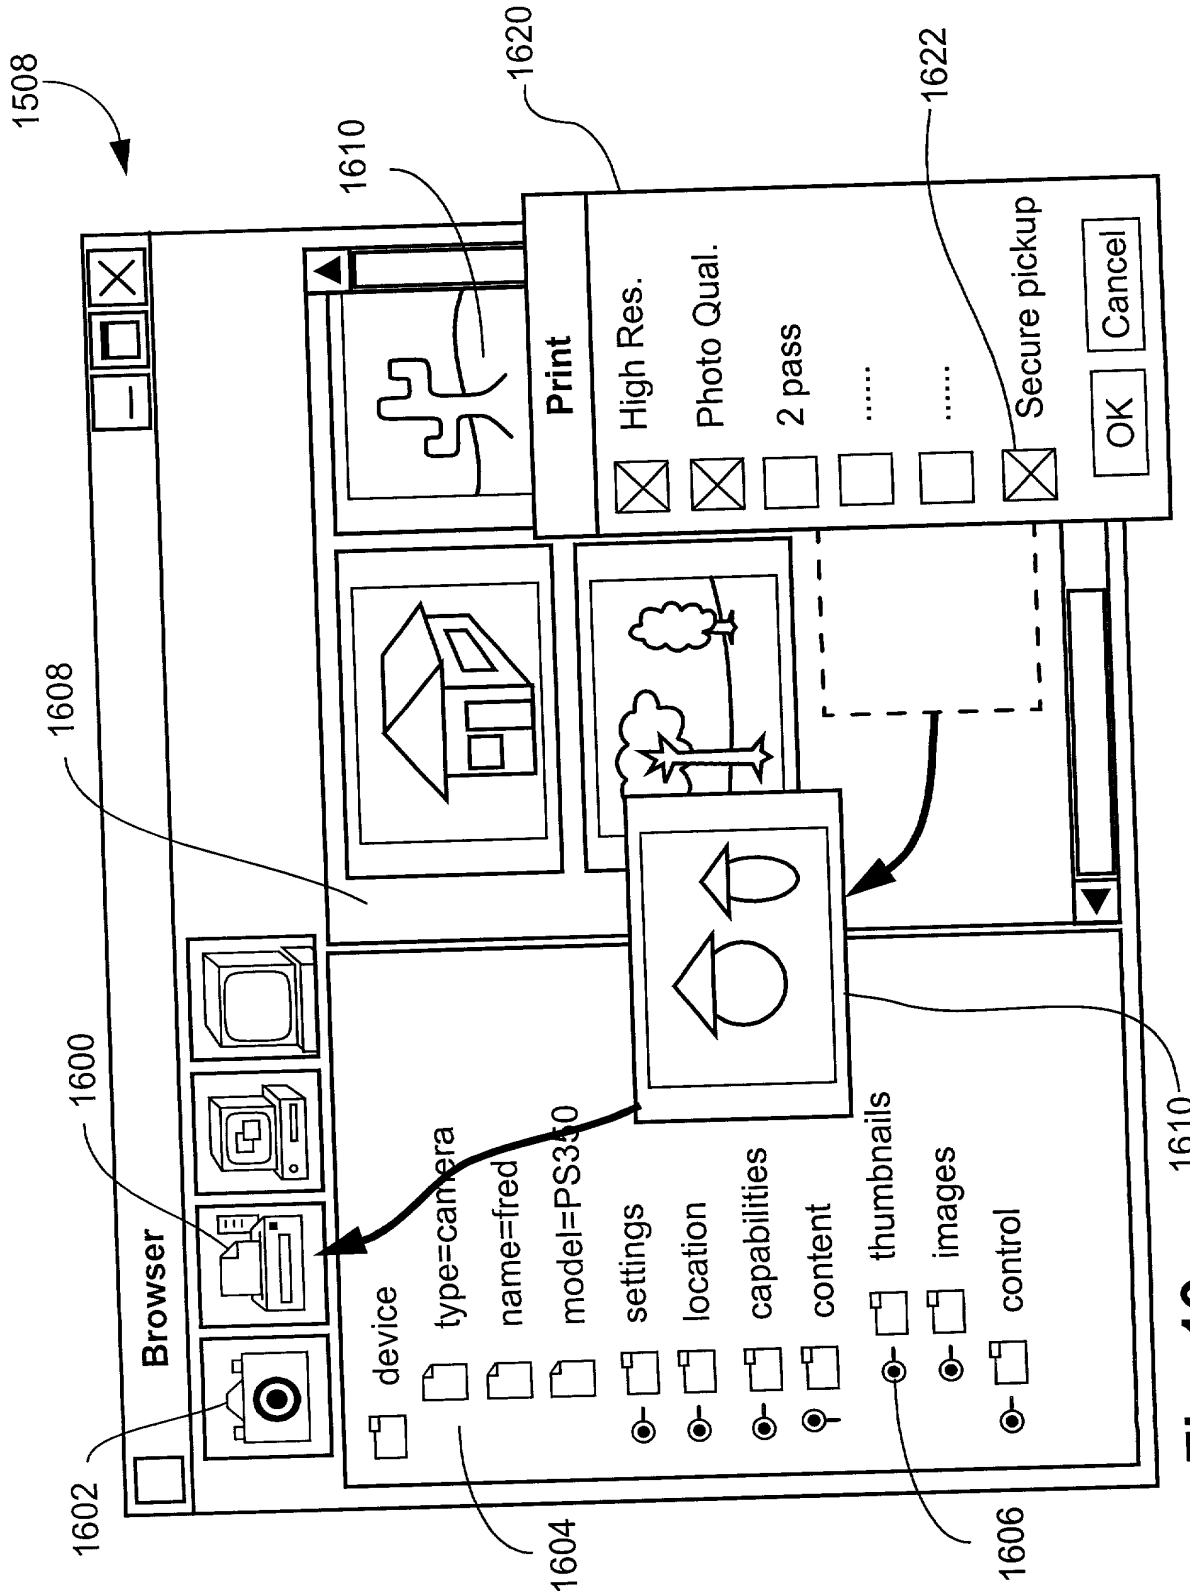 1508
Browser
1602
1600
1608
1610
1620
device
type=camera
name=fred
model=PS350
settings
location
capabilities
content
thumbnails
images
control
1604
1606
1610
Print
High Res.
Photo Qual.
2 pass
......
......
Secure pickup
OK
Cancel
1622